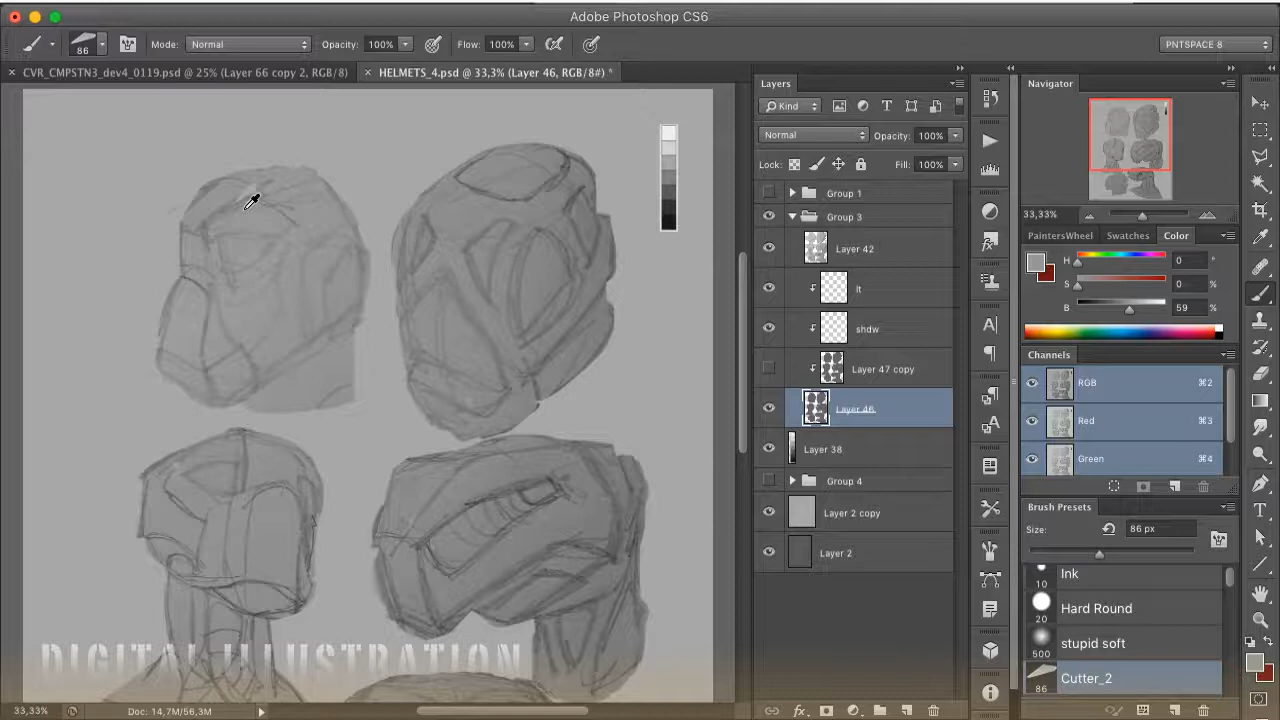 Adobe Photoshop CS6
86 Mode: Normal Opacity: 100% Flow: 100% PNTSPACE 8
CVR_CMPSTN3_dev4_0119.psd @ 25% (Layer 66 copy 2, RGB/8) HELMETS_4.psd @ 33,3% (Layer 46, RGB/8#) *
Layers
Kind
Normal Opacity: 100%
Lock: Fill: 100%
Group 1
Group 3
Layer 42
lt
shdw
Layer 47 copy
Layer 46
Layer 38
Group 4
Layer 2 copy
Layer 2
Navigator
33,33%
PaintersWheel Swatches Color
H 0 °
S 0 %
B 59 %
Channels
RGB ⌘2
Red ⌘3
Green ⌘4
Brush Presets
Size: 86 px
Ink
10
Hard Round
20
stupid soft
500
Cutter_2
86
DIGITAL ILLUSTRATION
33,33% Doc: 14,7M/56,3M